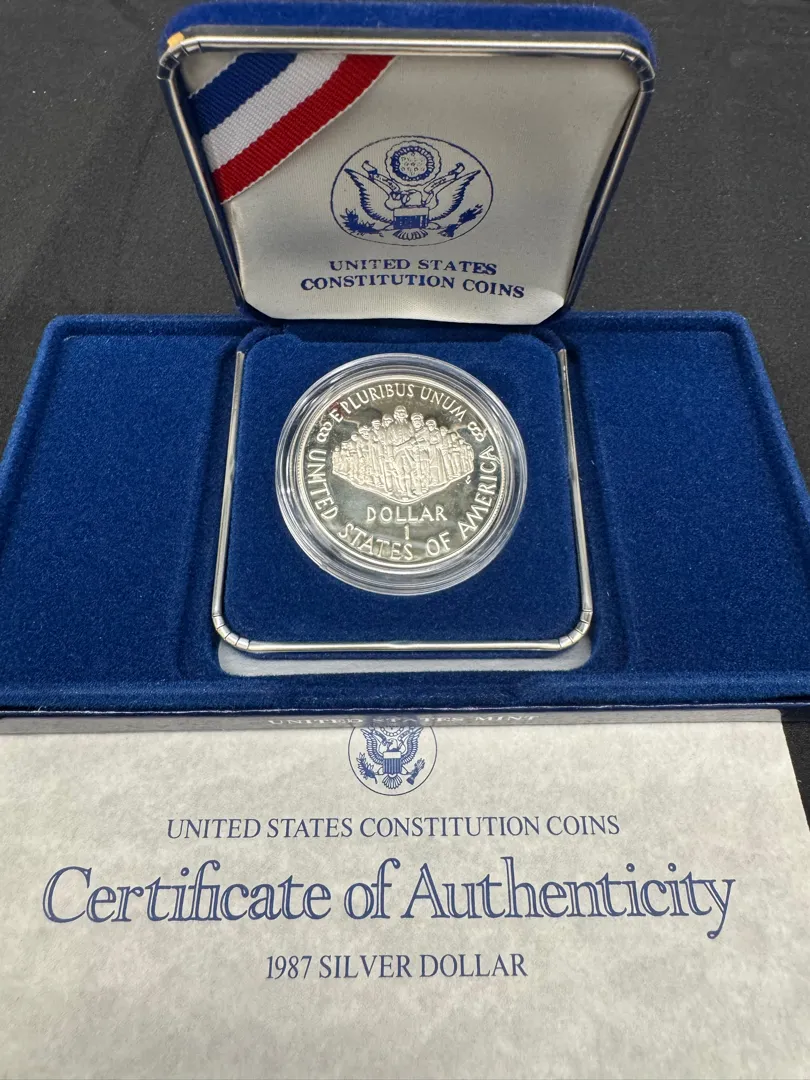 UNITED STATES
CONSTITUTION COINS
E PLURIBUS UNUM
DOLLAR
1
UNITED STATES OF AMERICA
UNITED STATES MINT
UNITED STATES CONSTITUTION COINS
Certificate of Authenticity
1987 SILVER DOLLAR